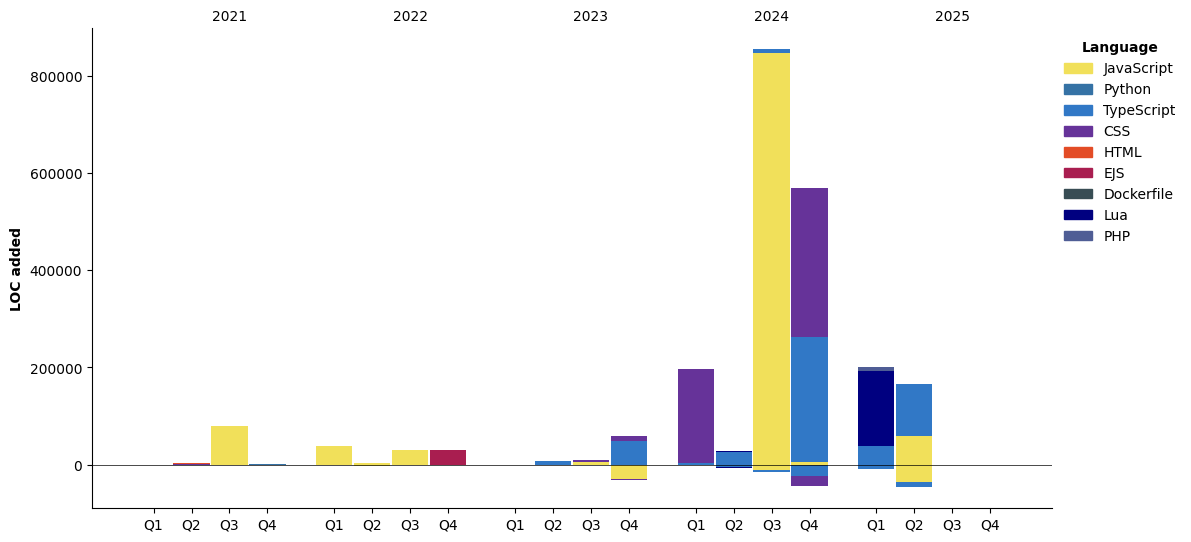 2021 2022 2023 2024 2025
Language
JavaScript
Python
TypeScript
CSS
HTML
EJS
Dockerfile
Lua
PHP
LOC added
800000
600000
400000
200000
0
Q1 Q2 Q3 Q4 Q1 Q2 Q3 Q4 Q1 Q2 Q3 Q4 Q1 Q2 Q3 Q4 Q1 Q2 Q3 Q4